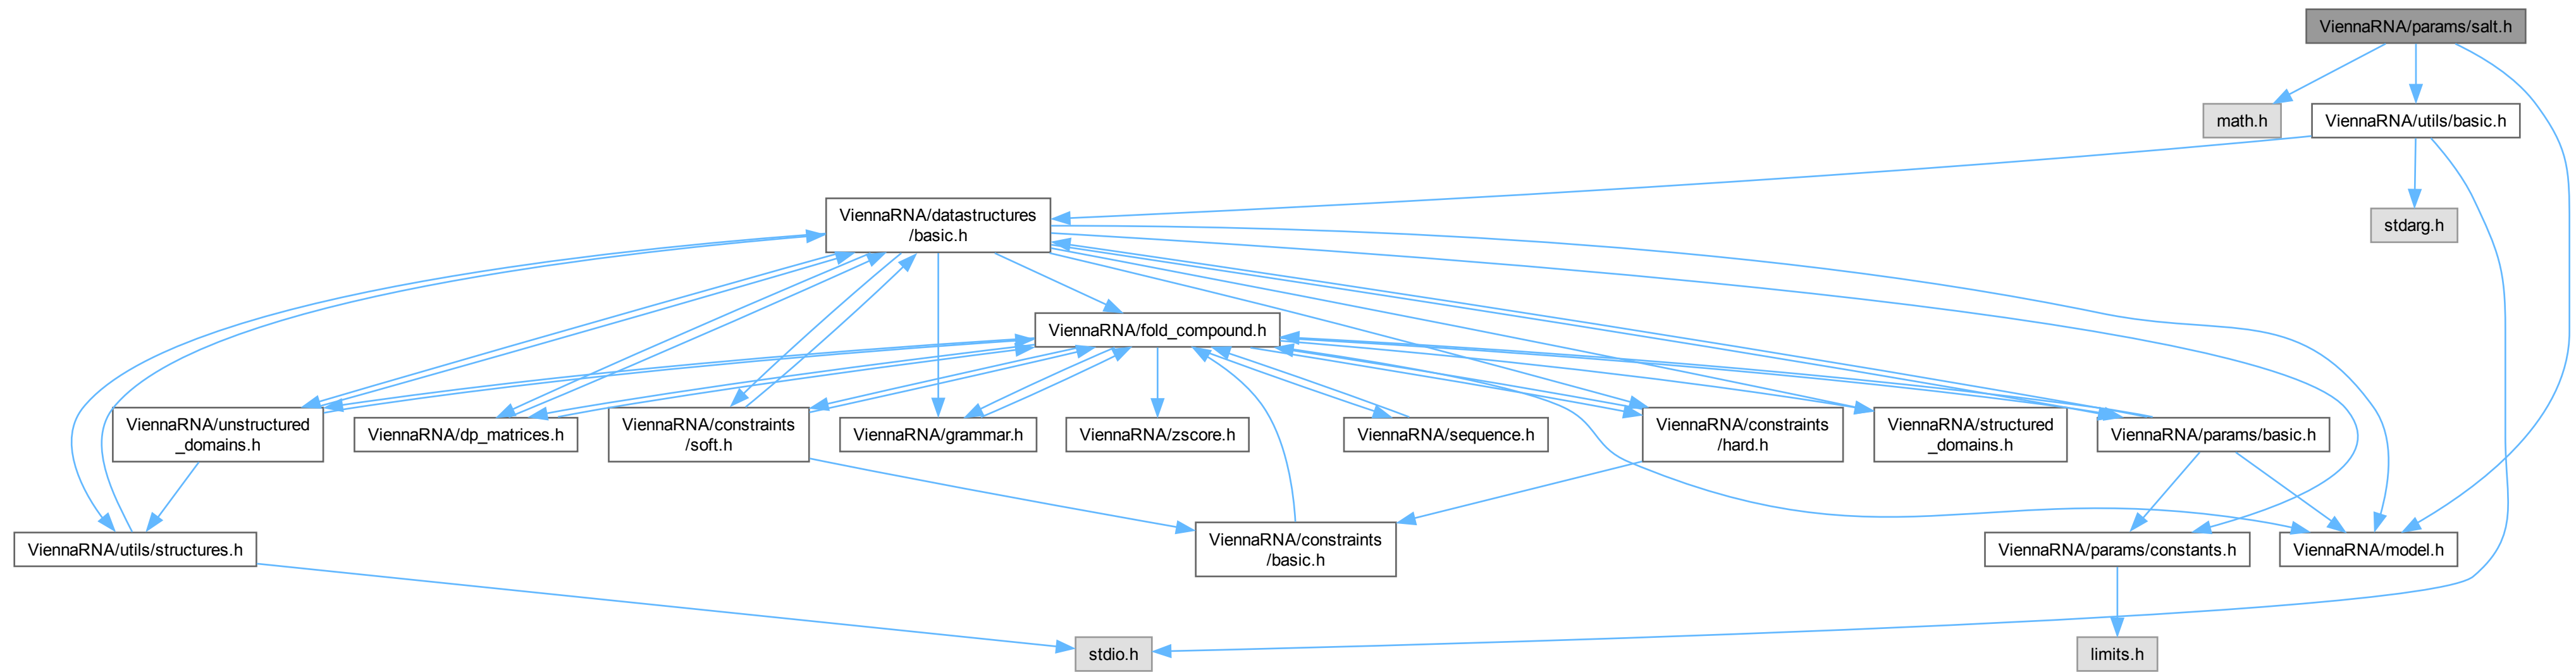 ViennaRNA/params/salt.h
math.h
ViennaRNA/utils/basic.h
ViennaRNA/datastructures
/basic.h
stdarg.h
ViennaRNA/fold_compound.h
ViennaRNA/unstructured
_domains.h
ViennaRNA/dp_matrices.h
ViennaRNA/constraints
/soft.h
ViennaRNA/grammar.h
ViennaRNA/zscore.h
ViennaRNA/sequence.h
ViennaRNA/constraints
/hard.h
ViennaRNA/structured
_domains.h
ViennaRNA/params/basic.h
ViennaRNA/utils/structures.h
ViennaRNA/constraints
/basic.h
ViennaRNA/params/constants.h
ViennaRNA/model.h
stdio.h
limits.h